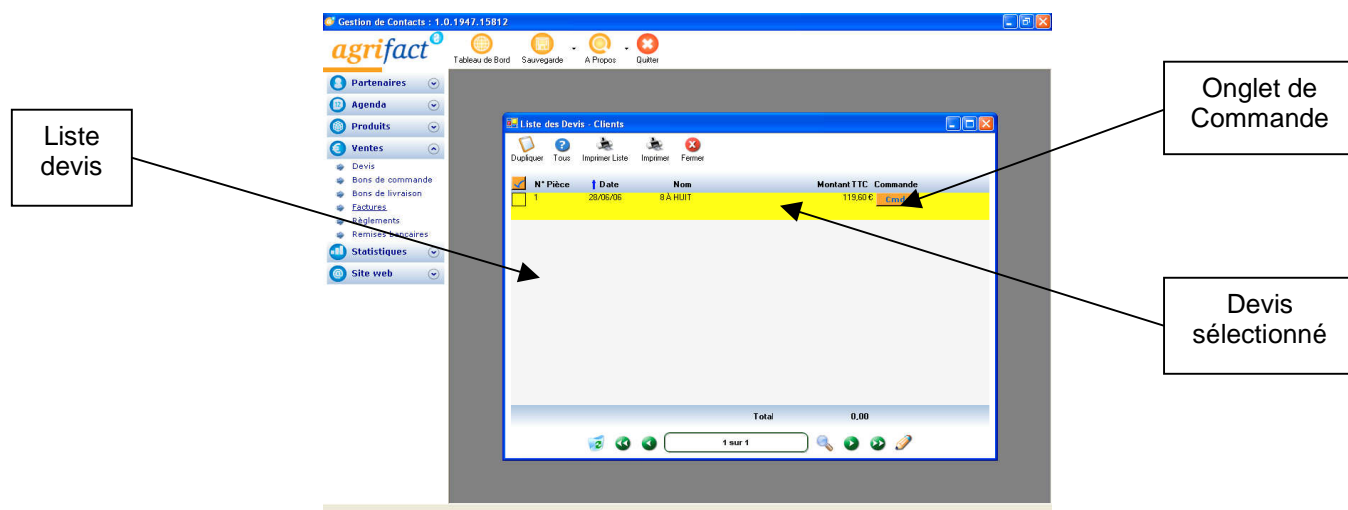 Gestion de Contacts : 1.0.1947.15812
agrifact
Tableau de Bord Sauvegarde A Propos Quitter
Partenaires
Agenda
Produits
Ventes
Devis
Bons de commande
Bons de livraison
Factures
Règlements
Remises bancaires
Statistiques
Site web
Liste
devis
Liste des Devis - Clients
Dupliquer Tous Imprimer Liste Imprimer Fermer
N° Pièce Date Nom Montant TTC Commande
1 28/06/06 8 À HUIT 119,60 € Cmd
Total 0,00
1 sur 1
Onglet de
Commande
Devis
sélectionné